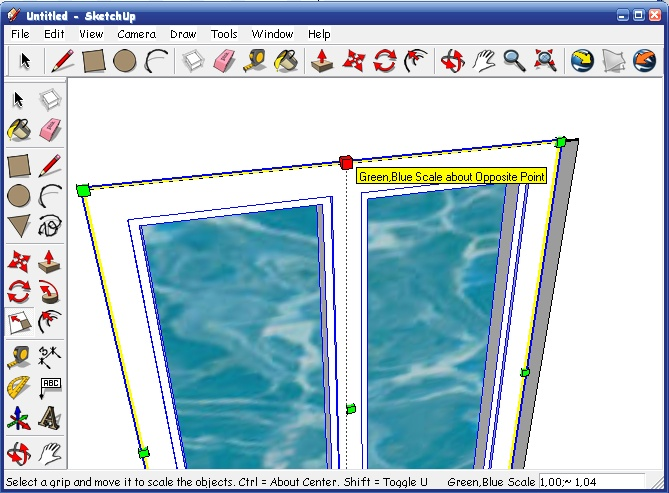 Untitled - SketchUp
File Edit View Camera Draw Tools Window Help
Green,Blue Scale about Opposite Point
ABC
A
Select a grip and move it to scale the objects. Ctrl = About Center. Shift = Toggle U Green,Blue Scale 1,00;~ 1,04